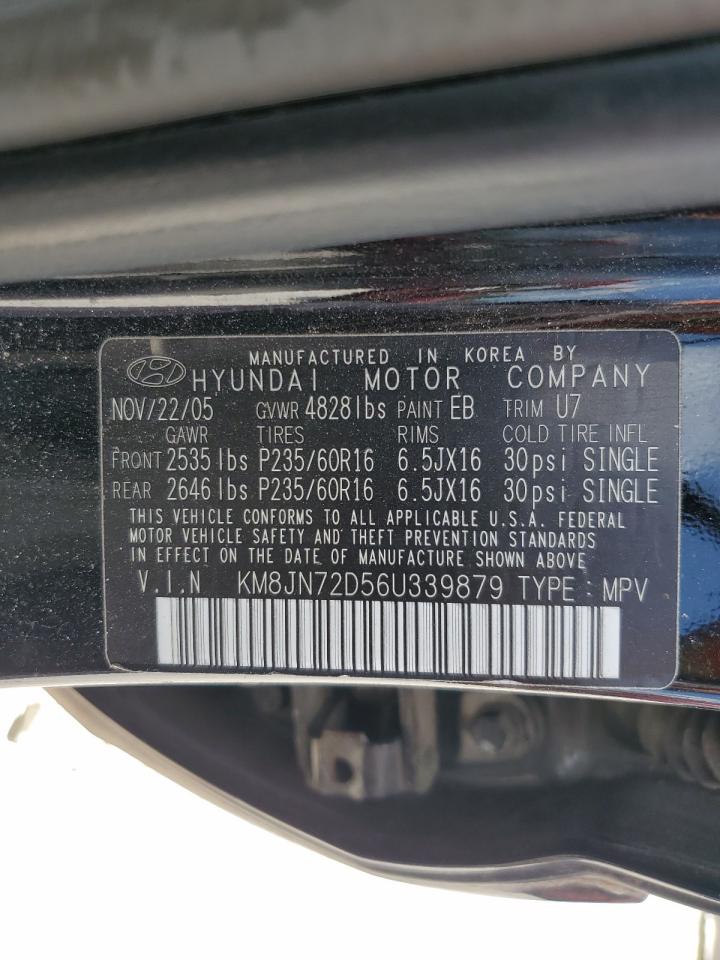 MANUFACTURED IN KOREA BY
HYUNDAI MOTOR COMPANY
NOV/22/05 GVWR 4828lbs PAINT EB TRIM U7
GAWR TIRES RIMS COLD TIRE INFL
FRONT 2535lbs P235/60R16 6.5JX16 30psi SINGLE
REAR 2646lbs P235/60R16 6.5JX16 30psi SINGLE
THIS VEHICLE CONFORMS TO ALL APPLICABLE U.S.A. FEDERAL
MOTOR VEHICLE SAFETY AND THEFT PREVENTION STANDARDS
IN EFFECT ON THE DATE OF MANUFACTURE SHOWN ABOVE
V.I.N KM8JN72D56U339879 TYPE : MPV